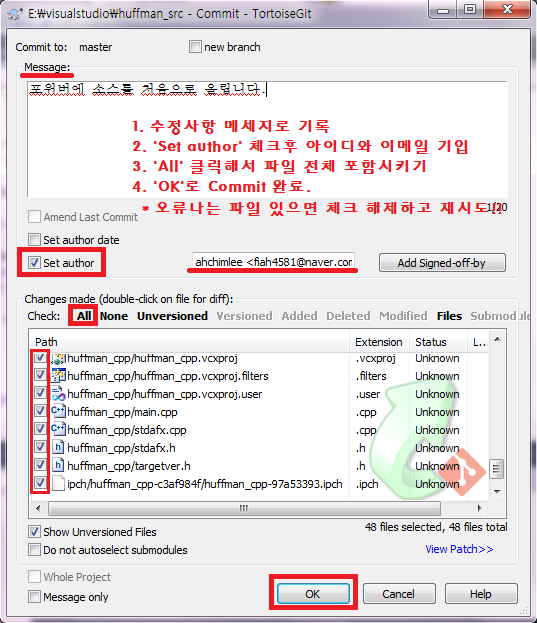 E:₩visualstudio₩huffman_src - Commit - TortoiseGit
Commit to: master new branch
Message:
포윈버에 소스를 처음으로 올립니다.
1. 수정사항 메세지로 기록
2. 'Set author' 체크후 아이디와 이메일 기입
3. 'All' 클릭해서 파일 전체 포함시키기
4. 'OK'로 Commit 완료.
* 오류나는 파일 있으면 체크 해제하고 재시도!!
1/20
Amend Last Commit
Set author date
Set author ahchimlee <fiah4581@naver.cor Add Signed-off-by
Changes made (double-click on file for diff):
Check: All None Unversioned Versioned Added Deleted Modified Files Submodule
Path Extension Status L...
huffman_cpp/huffman_cpp.vcxproj .vcxproj Unknown
huffman_cpp/huffman_cpp.vcxproj.filters .filters Unknown
huffman_cpp/huffman_cpp.vcxproj.user .user Unknown
huffman_cpp/main.cpp .cpp Unknown
huffman_cpp/stdafx.cpp .cpp Unknown
huffman_cpp/stdafx.h .h Unknown
huffman_cpp/targetver.h .h Unknown
ipch/huffman_cpp-c3af984f/huffman_cpp-97a53393.ipch .ipch Unknown
Show Unversioned Files 48 files selected, 48 files total
Do not autoselect submodules View Patch>>
Whole Project
Message only OK Cancel Help